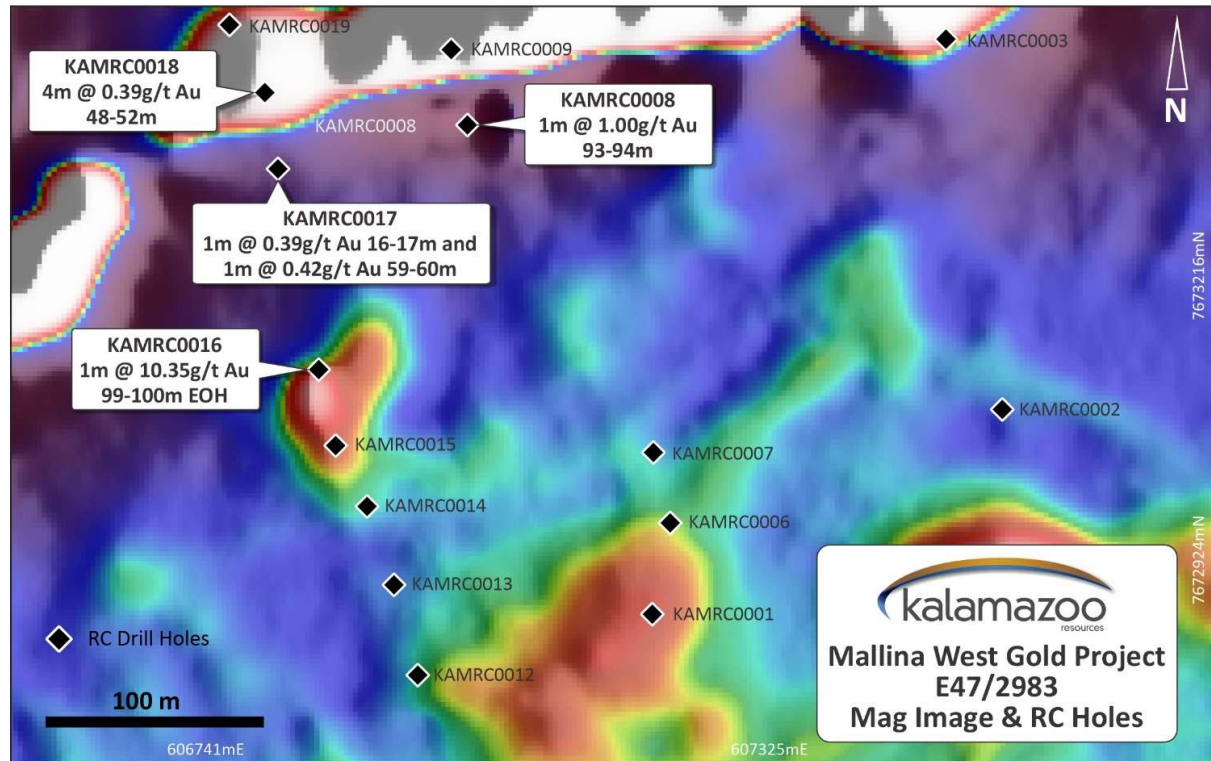 KAMRC0019
KAMRC0009
KAMRC0003
KAMRC0018
4m @ 0.39g/t Au
48-52m
KAMRC0008
KAMRC0008
1m @ 1.00g/t Au
93-94m
N
KAMRC0017
1m @ 0.39g/t Au 16-17m and
1m @ 0.42g/t Au 59-60m
7673216mN
KAMRC0016
1m @ 10.35g/t Au
99-100m EOH
KAMRC0002
KAMRC0015
KAMRC0007
KAMRC0014
KAMRC0006
7672924mN
KAMRC0013
KAMRC0001
KAMRC0012
RC Drill Holes
100 m
606741mE
607325mE
kalamazoo
resources
Mallina West Gold Project
E47/2983
Mag Image & RC Holes